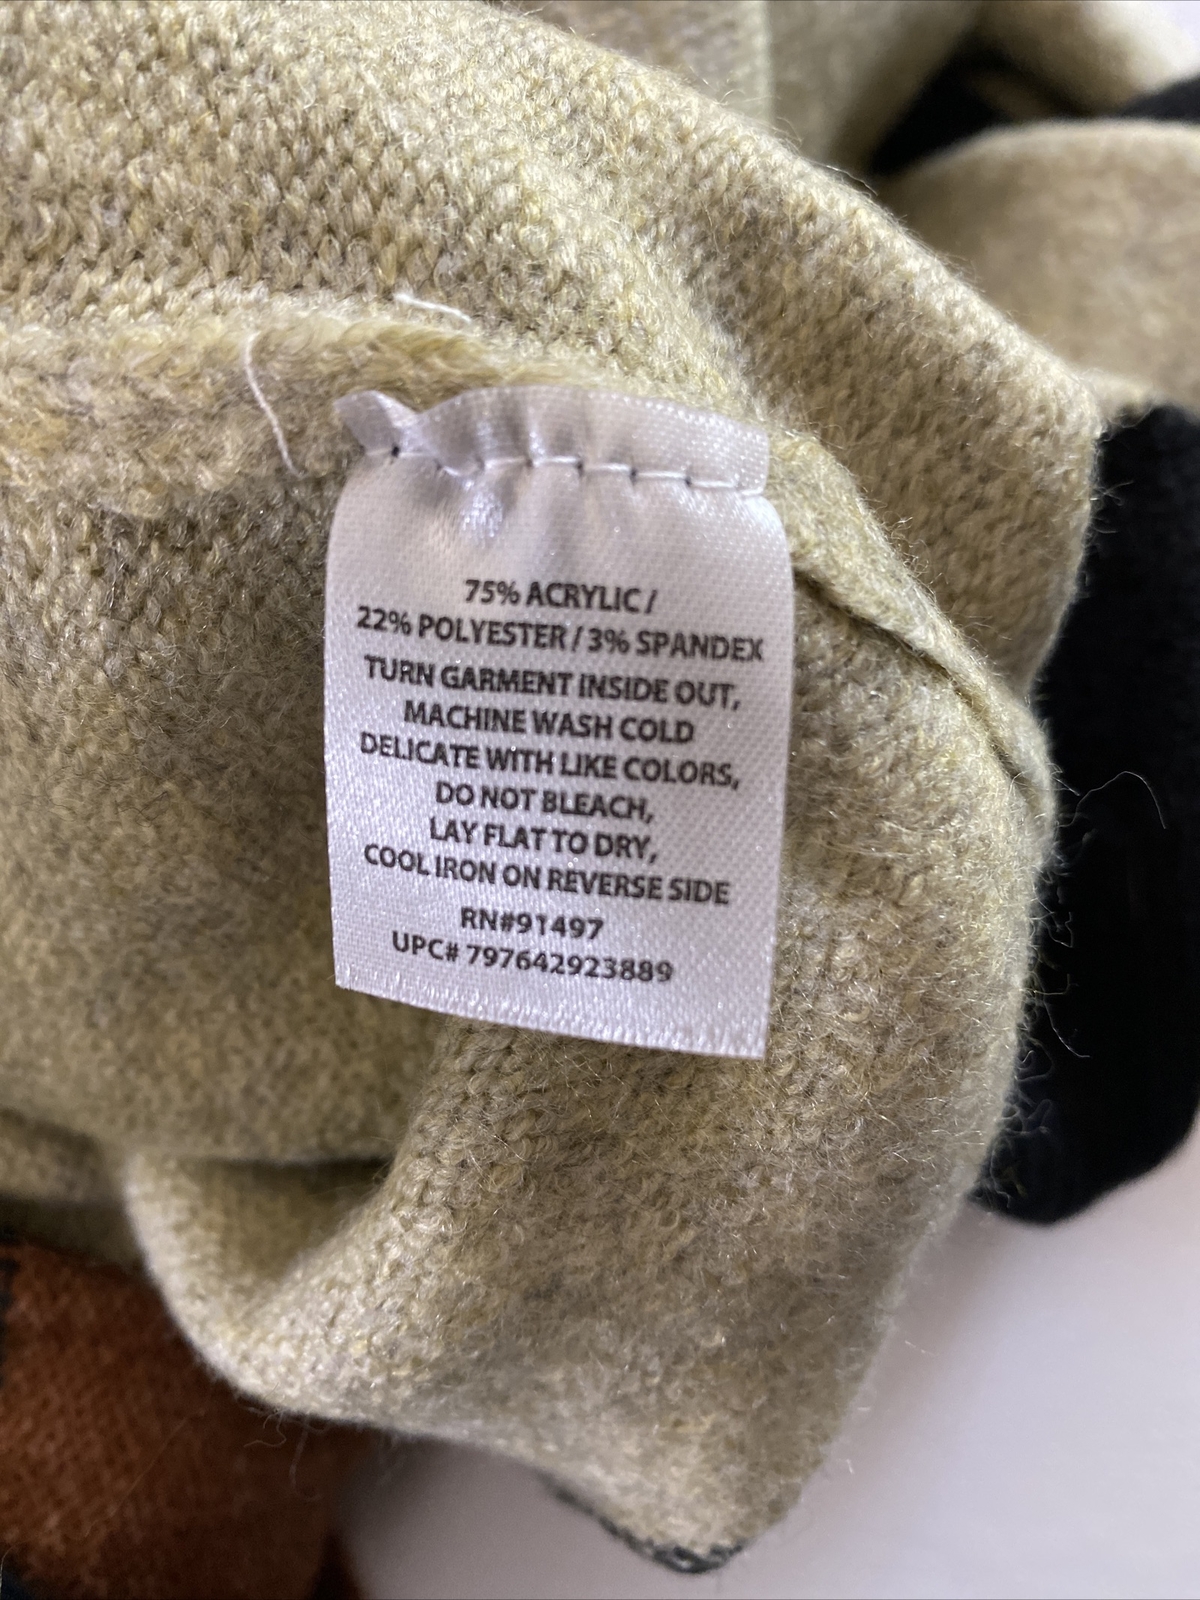 75% ACRYLIC /
22% POLYESTER / 3% SPANDEX
TURN GARMENT INSIDE OUT,
MACHINE WASH COLD
DELICATE WITH LIKE COLORS,
DO NOT BLEACH,
LAY FLAT TO DRY,
COOL IRON ON REVERSE SIDE
RN#91497
UPC# 797642923889